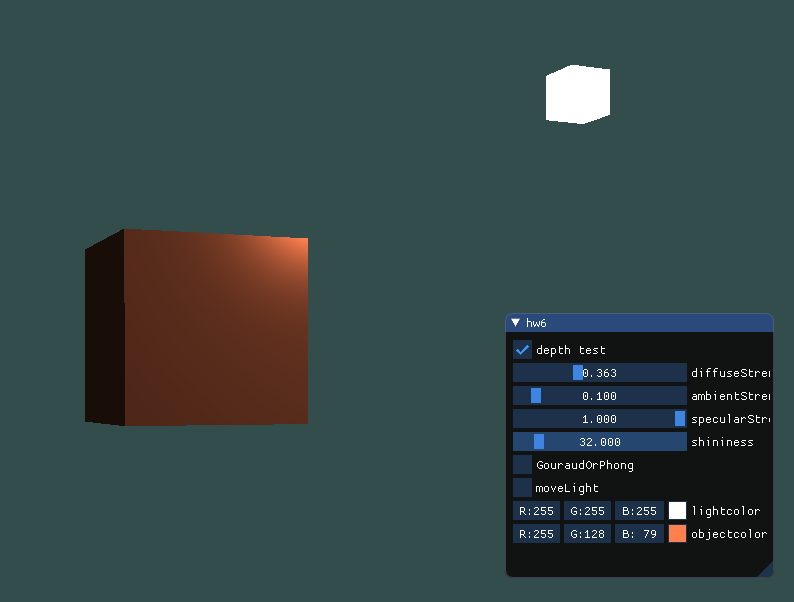 hw6
depth test
0.363 diffuseStre
0.100 ambientStre
1.000 specularStr
32.000 shininess
GouraudOrPhong
moveLight
R:255 G:255 B:255 lightcolor
R:255 G:128 B: 79 objectcolor